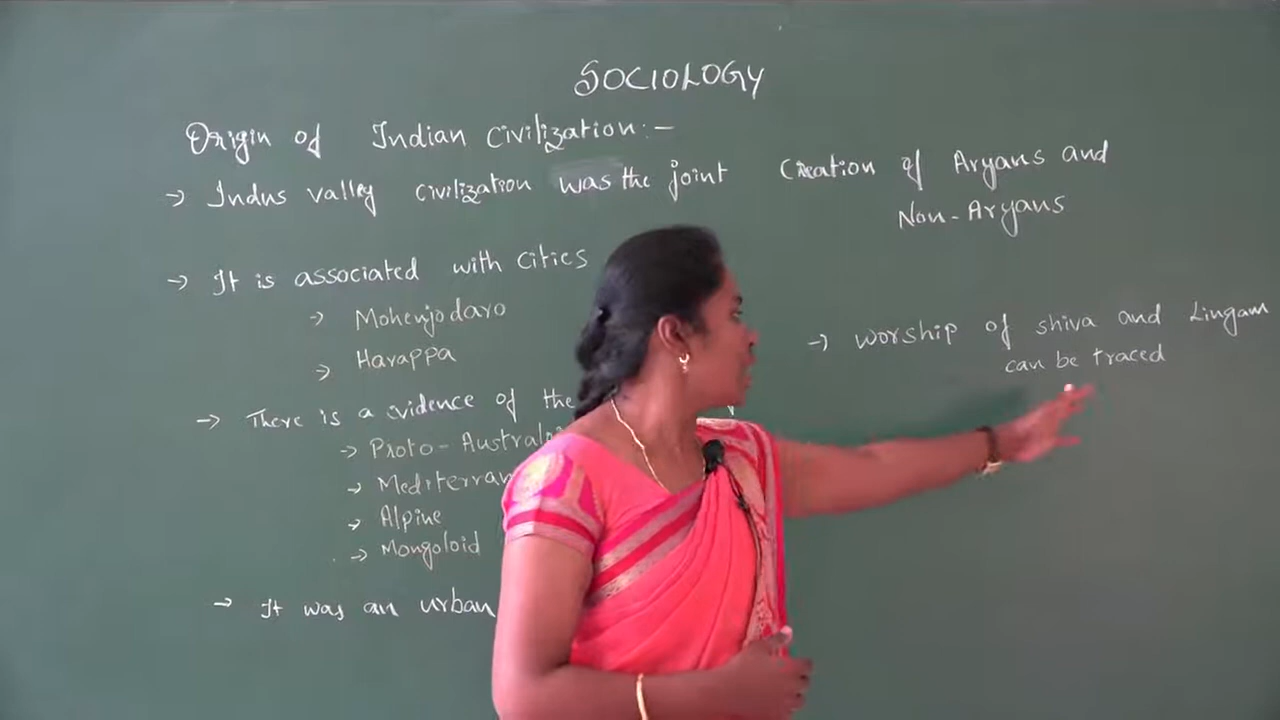 SOCIOLOGY
Origin of Indian Civilization:-
→ Indus valley civilization was the joint Creation of Aryans and
Non-Aryans
→ It is associated with cities
→ Mohenjodaro
→ Harappa
→ There is a evidence of the
→ Proto-Austral
→ Mediterran
→ Alpine
→ Mongoloid
→ It was an urban
→ worship of shiva and Lingam
can be traced